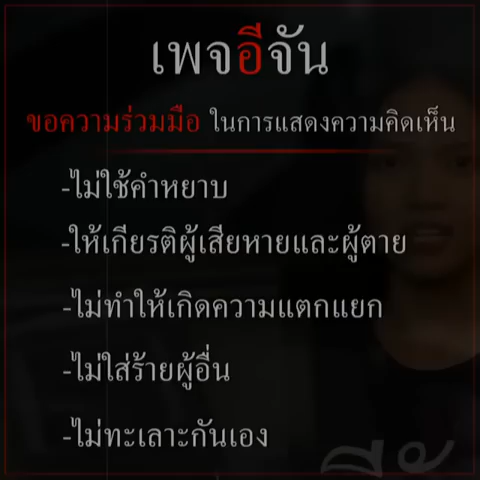 เพจอีจัน
ขอความร่วมมือ ในการแสดงความคิดเห็น
-ไม่ใช้คำหยาบ
-ให้เกียรติผู้เสียหายและผู้ตาย
-ไม่ทำให้เกิดความแตกแยก
-ไม่ใส่ร้ายผู้อื่น
-ไม่ทะเลาะกันเอง